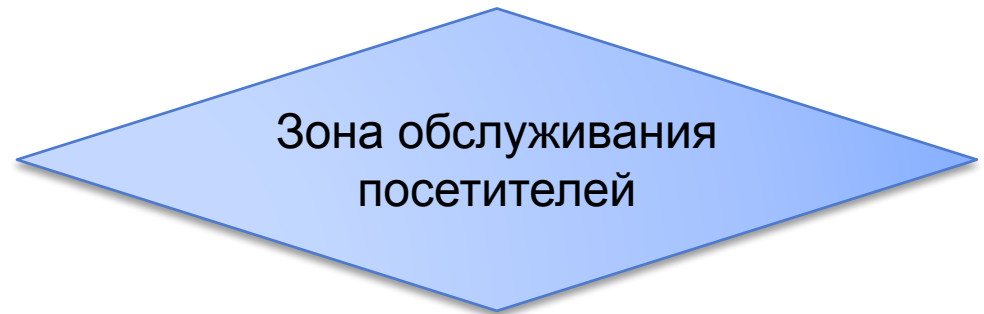 Зона обслуживания
посетителей